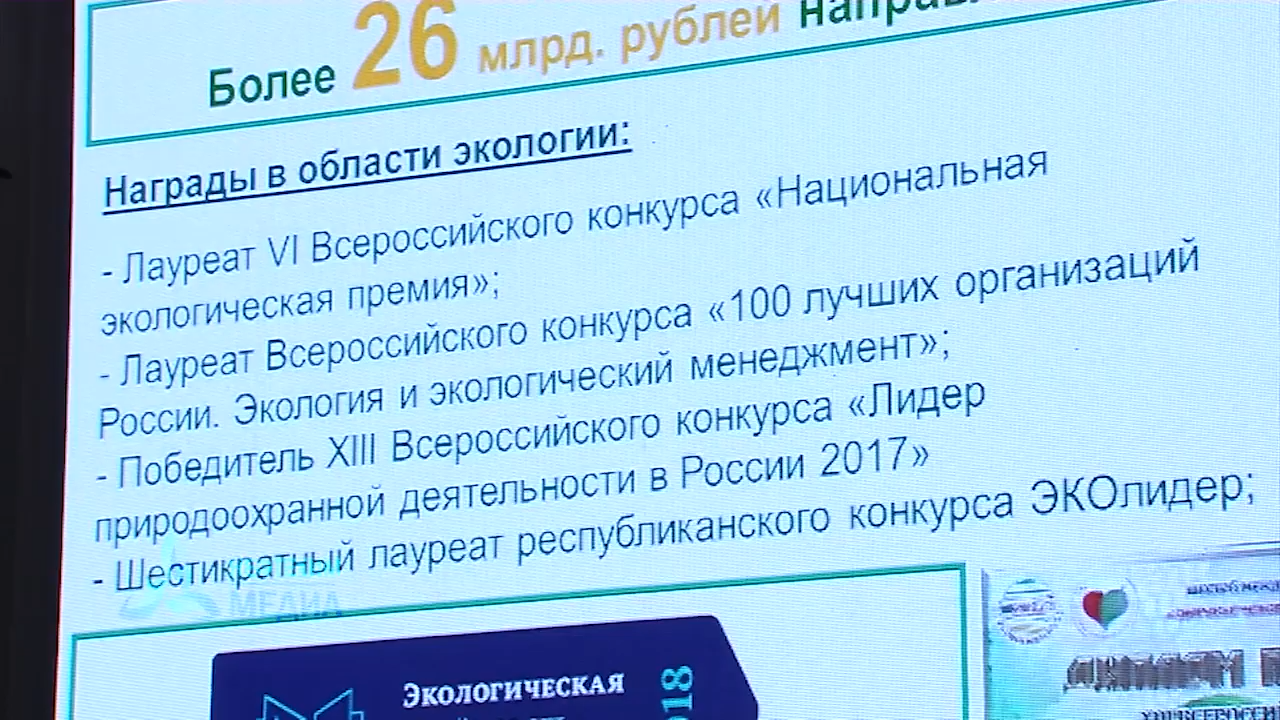 Более 26 млрд. рублей
Награды в области экологии:
- Лауреат VI Всероссийского конкурса «Национальная
экологическая премия»;
- Лауреат Всероссийского конкурса «100 лучших организаций
России. Экология и экологический менеджмент»;
- Победитель XIII Всероссийского конкурса «Лидер
природоохранной деятельности в России 2017»
- Шестикратный лауреат республиканского конкурса ЭКОлидер;
МЕДИА
ЭКОЛОГИЧЕСКАЯ